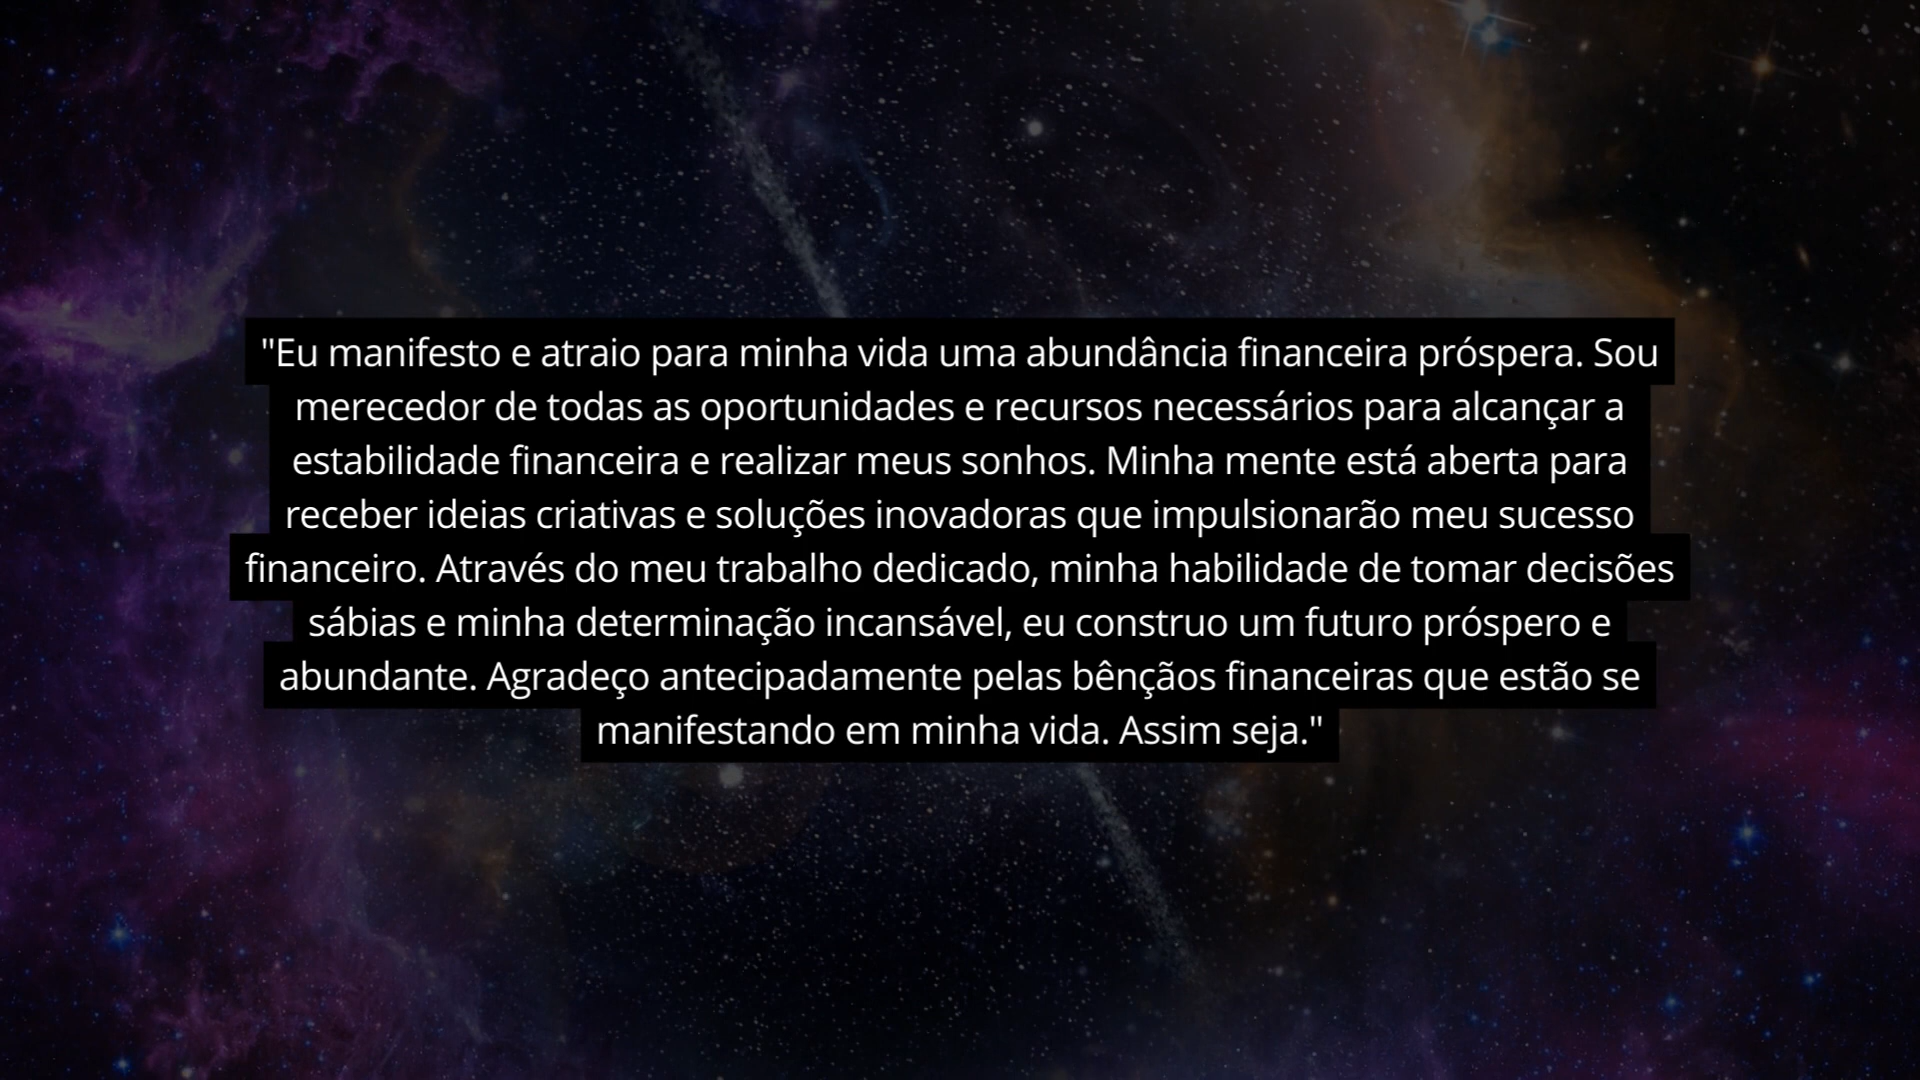 "Eu manifesto e atraio para minha vida uma abundância financeira próspera. Sou
merecedor de todas as oportunidades e recursos necessários para alcançar a
estabilidade financeira e realizar meus sonhos. Minha mente está aberta para
receber ideias criativas e soluções inovadoras que impulsionarão meu sucesso
financeiro. Através do meu trabalho dedicado, minha habilidade de tomar decisões
sábias e minha determinação incansável, eu construo um futuro próspero e
abundante. Agradeço antecipadamente pelas bênçãos financeiras que estão se
manifestando em minha vida. Assim seja."